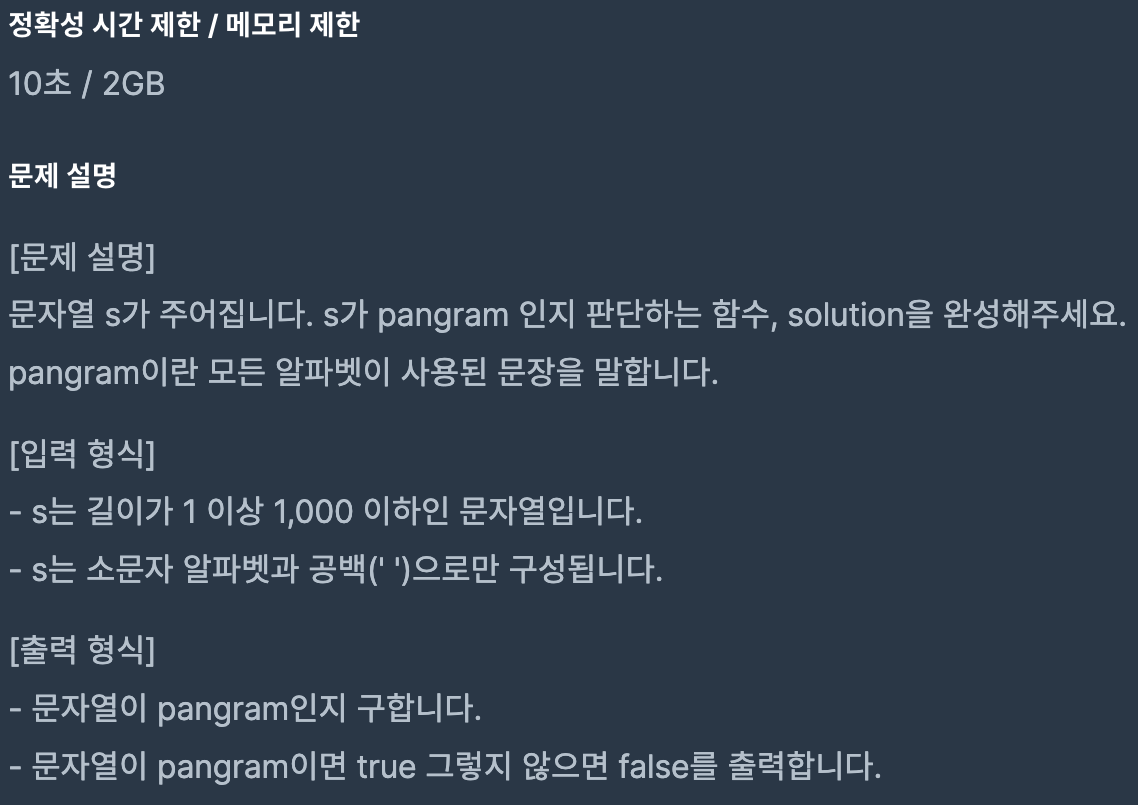 정확성 시간 제한 / 메모리 제한
10초 / 2GB
문제 설명
[문제 설명]
문자열 s가 주어집니다. s가 pangram 인지 판단하는 함수, solution을 완성해주세요.
pangram이란 모든 알파벳이 사용된 문장을 말합니다.
[입력 형식]
- s는 길이가 1 이상 1,000 이하인 문자열입니다.
- s는 소문자 알파벳과 공백(' ')으로만 구성됩니다.
[출력 형식]
- 문자열이 pangram인지 구합니다.
- 문자열이 pangram이면 true 그렇지 않으면 false를 출력합니다.